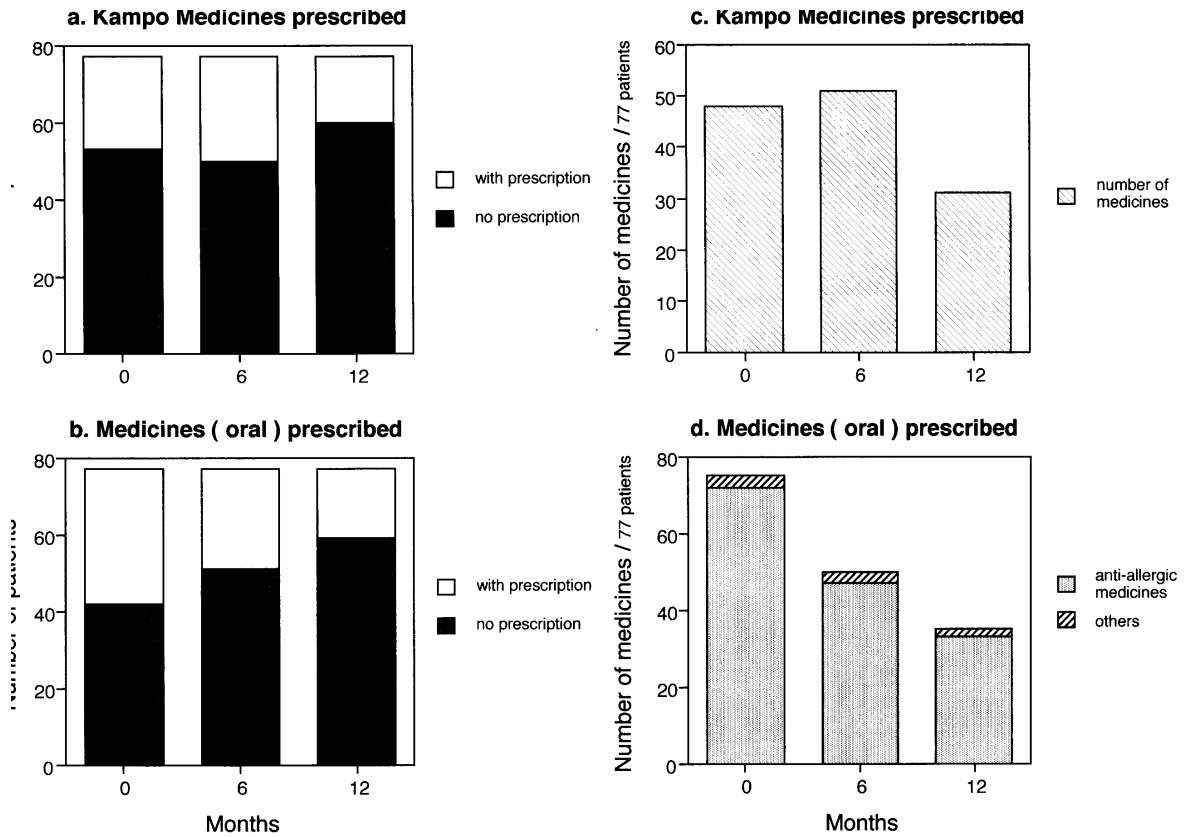 a. Kampo Medicines prescribed
80
60
40
20
0
0 6 12
with prescription
no prescription
c. Kampo Medicines prescribed
Number of medicines / 77 patients
60
50
40
30
20
10
0
0 6 12
number of
medicines
b. Medicines ( oral ) prescribed
Number of patients
80
60
40
20
0
0 6 12
Months
with prescription
no prescription
d. Medicines ( oral ) prescribed
Number of medicines / 77 patients
80
60
40
20
0
0 6 12
Months
anti-allergic
medicines
others